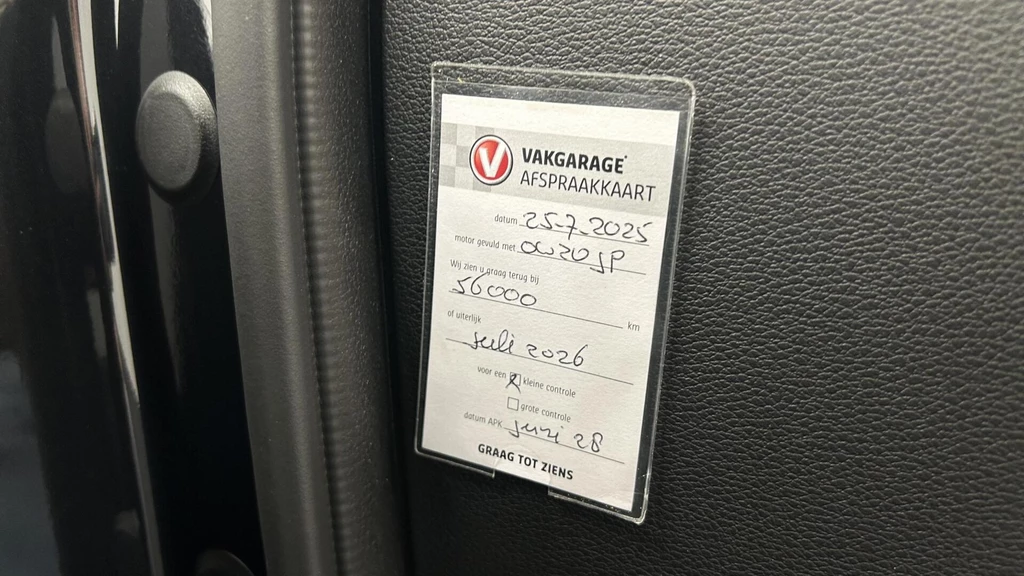 V VAKGARAGE
AFSPRAAKKAART
datum 25-7-2025
motor gevuld met 0W20 SP
Wij zien u graag terug bij
56000 km
of uiterlijk
juli 2026
voor een kleine controle
grote controle
datum APK juni 28
GRAAG TOT ZIENS